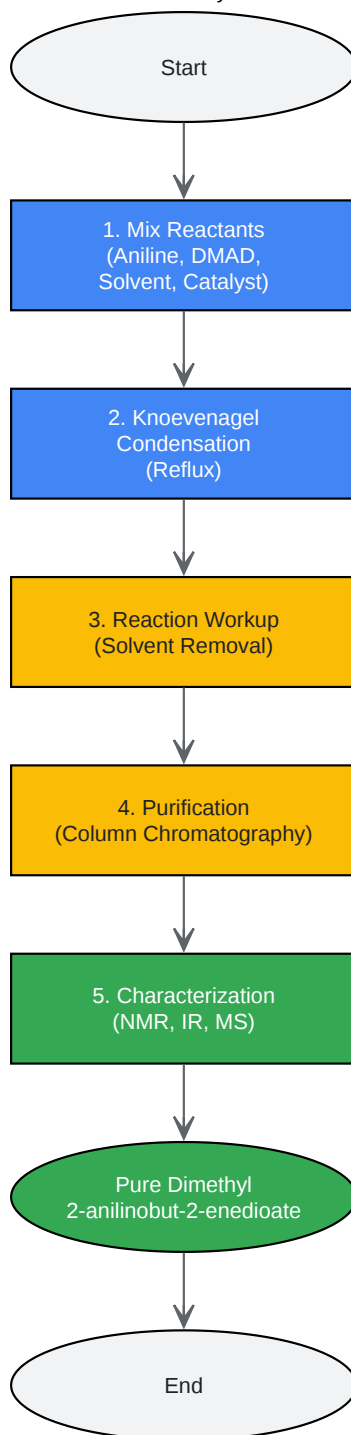 Start
1. Mix Reactants
(Aniline, DMAD,
Solvent, Catalyst)
2. Knoevenagel
Condensation
(Reflux)
3. Reaction Workup
(Solvent Removal)
4. Purification
(Column Chromatography)
5. Characterization
(NMR, IR, MS)
Pure Dimethyl
2-anilinobut-2-enedioate
End